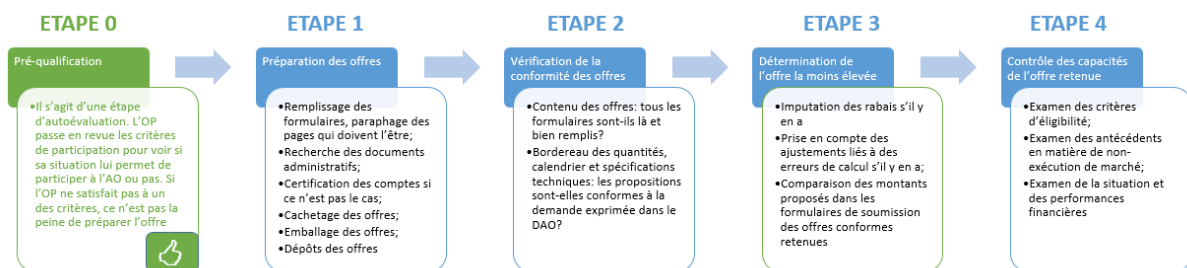 ETAPE 0
Pré-qualification
•Il s'agit d'une étape
d'autoévaluation. L'OP
passe en revue les critères
de participation pour voir si
sa situation lui permet de
participer à l'AO ou pas. Si
l'OP ne satisfait pas à un
des critères, ce n'est pas la
peine de préparer l'offre
ETAPE 1
Préparation des offres
•Remplissage des
formulaires, paraphage des
pages qui doivent l'être;
•Recherche des documents
administratifs;
•Certification des comptes si
ce n'est pas le cas;
•Cachetage des offres;
•Emballage des offres;
•Dépôts des offres
ETAPE 2
Vérification de la
conformité des offres
•Contenu des offres: tous les
formulaires sont-ils là et
bien remplis?
•Bordereau des quantités,
calendrier et spécifications
techniques: les propositions
sont-elles conformes à la
demande exprimée dans le
DAO?
ETAPE 3
Détermination de
l'offre la moins élevée
•Imputation des rabais s'il y
en a
•Prise en compte des
ajustements liés à des
erreurs de calcul s'il y en a;
•Comparaison des montants
proposés dans les
formulaires de soumission
des offres conformes
retenues
ETAPE 4
Contrôle des capacités
de l'offre retenue
•Examen des critères
d'éligibilité;
•Examen des antécédents
en matière de non-
exécution de marché;
•Examen de la situation et
des performances
financières